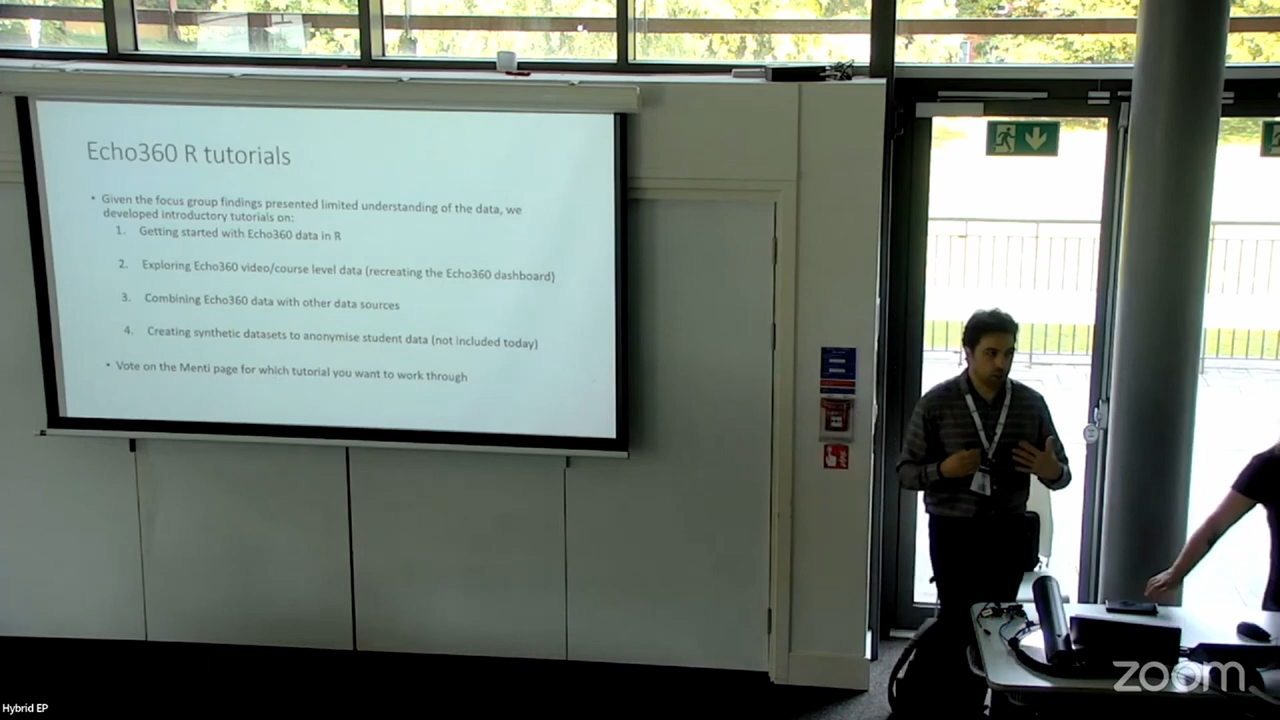 Echo360 R tutorials
• Given the focus group findings presented limited understanding of the data, we
developed introductory tutorials on:
1. Getting started with Echo360 data in R
2. Exploring Echo360 video/course level data (recreating the Echo360 dashboard)
3. Combining Echo360 data with other data sources
4. Creating synthetic datasets to anonymise student data (not included today)
• Vote on the Menti page for which tutorial you want to work through
zoom
Hybrid EP